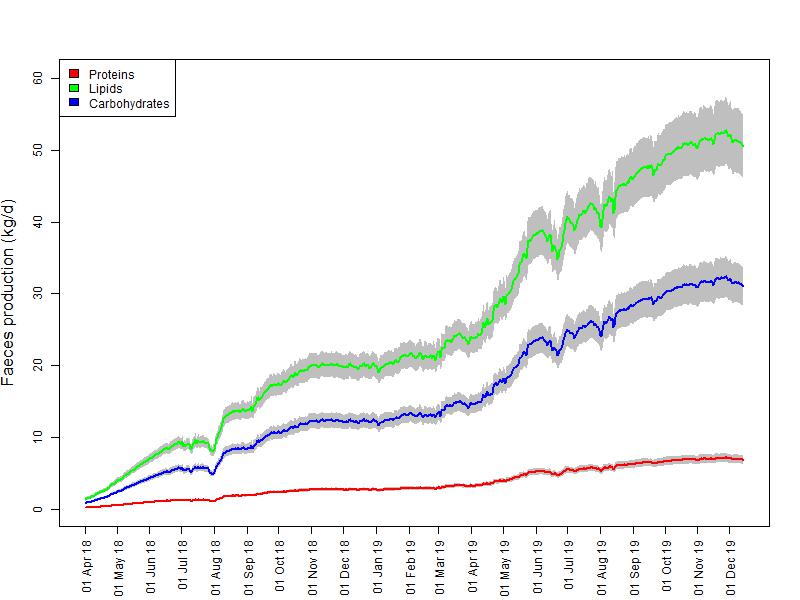 Proteins
Lipids
Carbohydrates
Faeces production (kg/d)
60
50
40
30
20
10
0
01 Apr 18
01 May 18
01 Jun 18
01 Jul 18
01 Aug 18
01 Sep 18
01 Oct 18
01 Nov 18
01 Dec 18
01 Jan 19
01 Feb 19
01 Mar 19
01 Apr 19
01 May 19
01 Jun 19
01 Jul 19
01 Aug 19
01 Sep 19
01 Oct 19
01 Nov 19
01 Dec 19